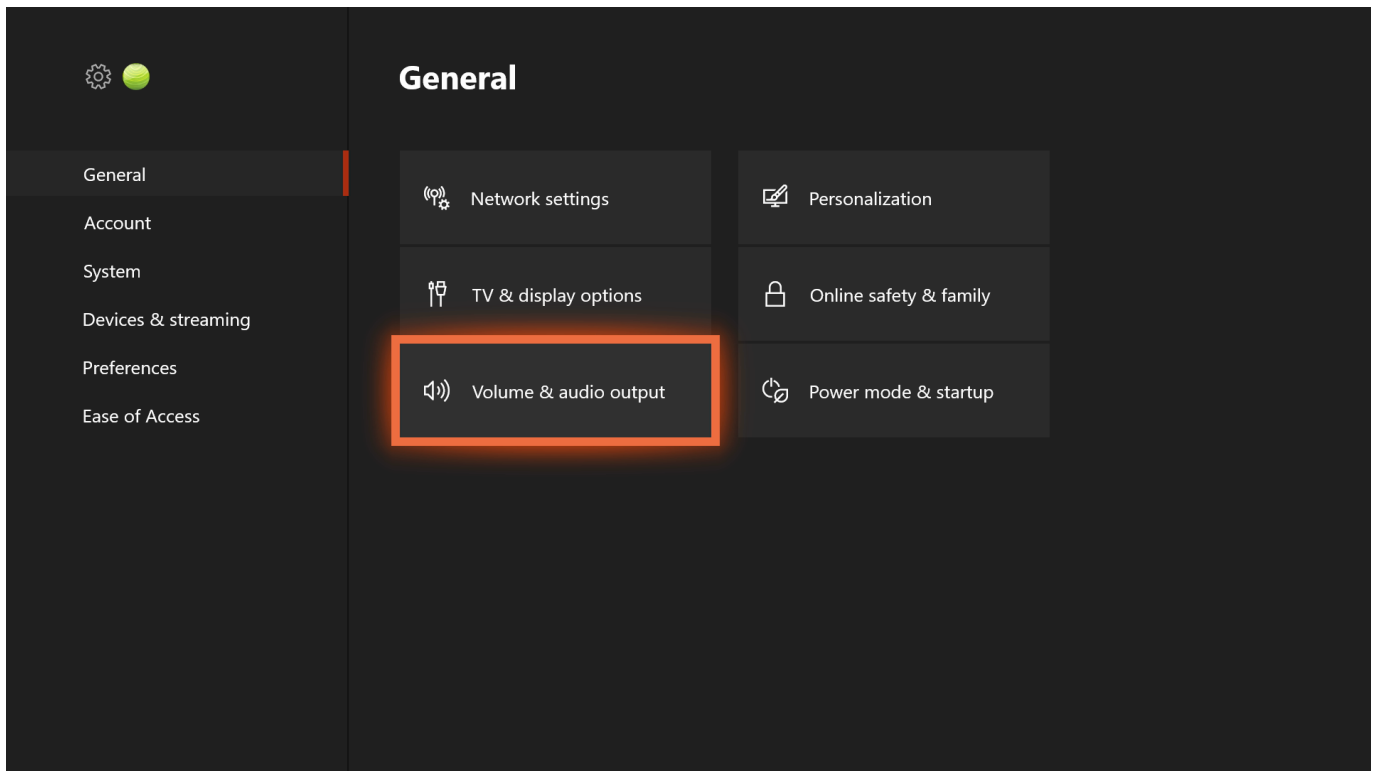 General
General
Account
System
Devices & streaming
Preferences
Ease of Access
Network settings
Personalization
TV & display options
Online safety & family
Volume & audio output
Power mode & startup